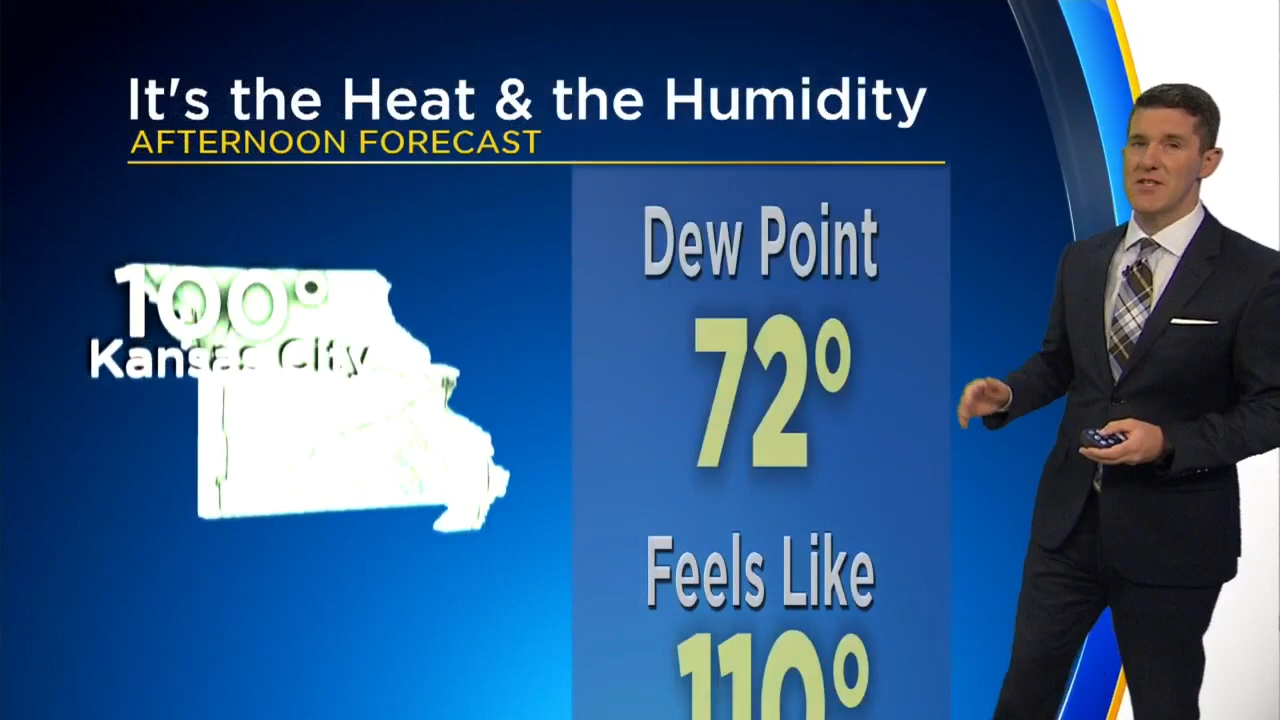 It's the Heat & the Humidity
AFTERNOON FORECAST
100°
Kansas City
Dew Point
72°
Feels Like
110°